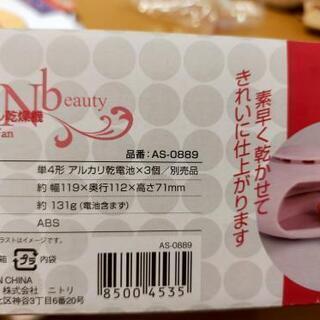 Nbeauty
ル乾燥機
Fan
品番: AS-0889
単4形 アルカリ乾電池×3個／別売品
約 幅119×奥行112×高さ71mm
約 131g (電池含まず)
ABS
ラストはイメージです。
AS-0889
箱 プラ 内袋
N CHINA
ニトリ
北区神谷3丁目6番20号
8500 4535
素早く乾かせて
きれいに仕上がります